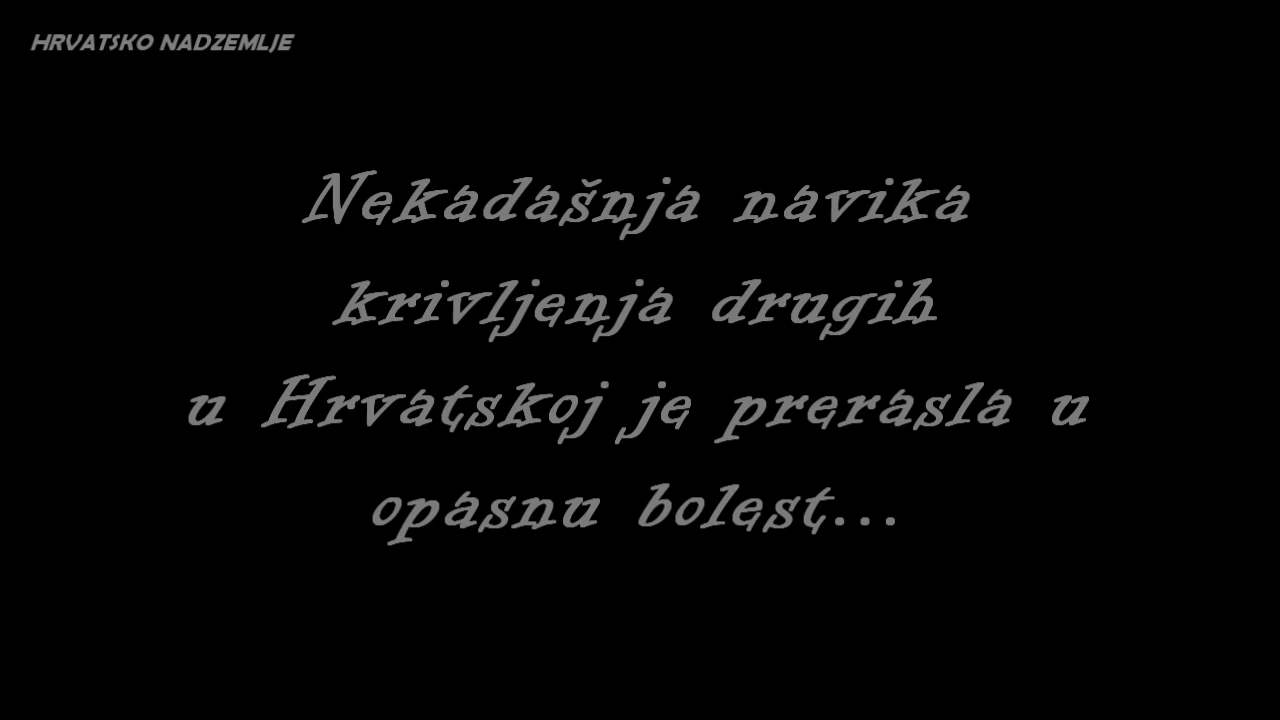 HRVATSKO NADZEMLJE
Nekadašnja navika
krivljenja drugih
u Hrvatskoj je prerasla u
opasnu bolest...